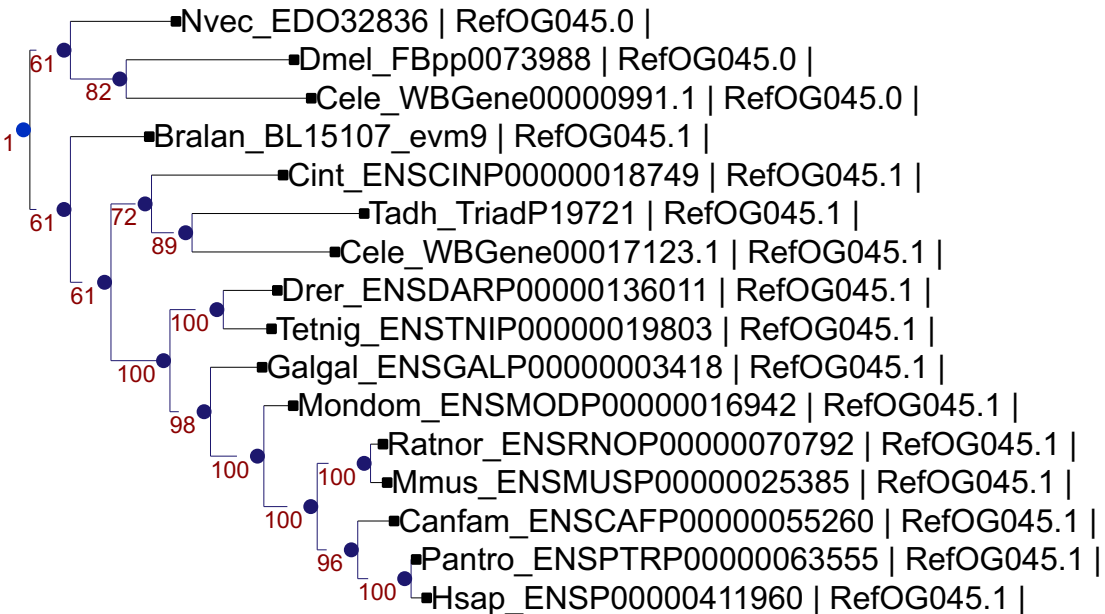 Nvec_EDO32836 | RefOG045.0 |
61
Dmel_FBpp0073988 | RefOG045.0 |
82
Cele_WBGene00000991.1 | RefOG045.0 |
1
Bralan_BL15107_evm9 | RefOG045.1 |
Cint_ENSCINP00000018749 | RefOG045.1 |
61
72
Tadh_TriadP19721 | RefOG045.1 |
89
Cele_WBGene00017123.1 | RefOG045.1 |
61
Drer_ENSDARP00000136011 | RefOG045.1 |
100
Tetnig_ENSTNIP00000019803 | RefOG045.1 |
100
Galgal_ENSGALP00000003418 | RefOG045.1 |
98
Mondom_ENSMODP00000016942 | RefOG045.1 |
100
Ratnor_ENSRNOP00000070792 | RefOG045.1 |
100
Mmus_ENSMUSP00000025385 | RefOG045.1 |
100
Canfam_ENSCAFP00000055260 | RefOG045.1 |
96
Pantro_ENSPTRP00000063555 | RefOG045.1 |
100
Hsap_ENSP00000411960 | RefOG045.1 |